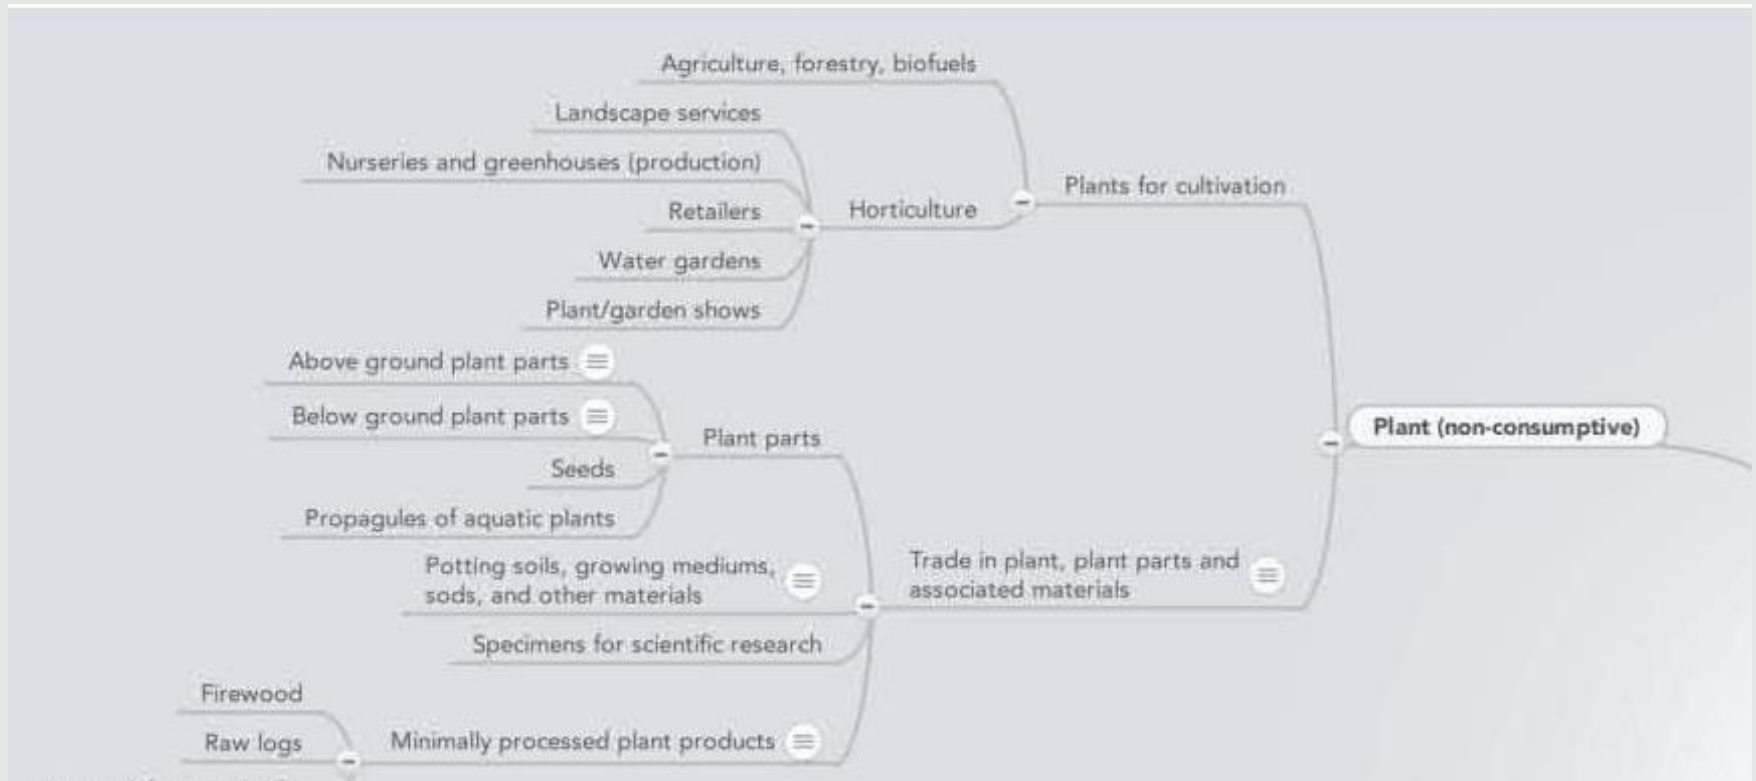 Agriculture, forestry, biofuels
Landscape services
Nurseries and greenhouses (production)
Plants for cultivation
Retailers
Horticulture
Water gardens
Plant/garden shows
Above ground plant parts
Below ground plant parts
Plant (non-consumptive)
Plant parts
Seeds
Propagules of aquatic plants
Potting soils, growing mediums,
sods, and other materials
Trade in plant, plant parts and
associated materials
Specimens for scientific research
Firewood
Raw logs
Minimally processed plant products